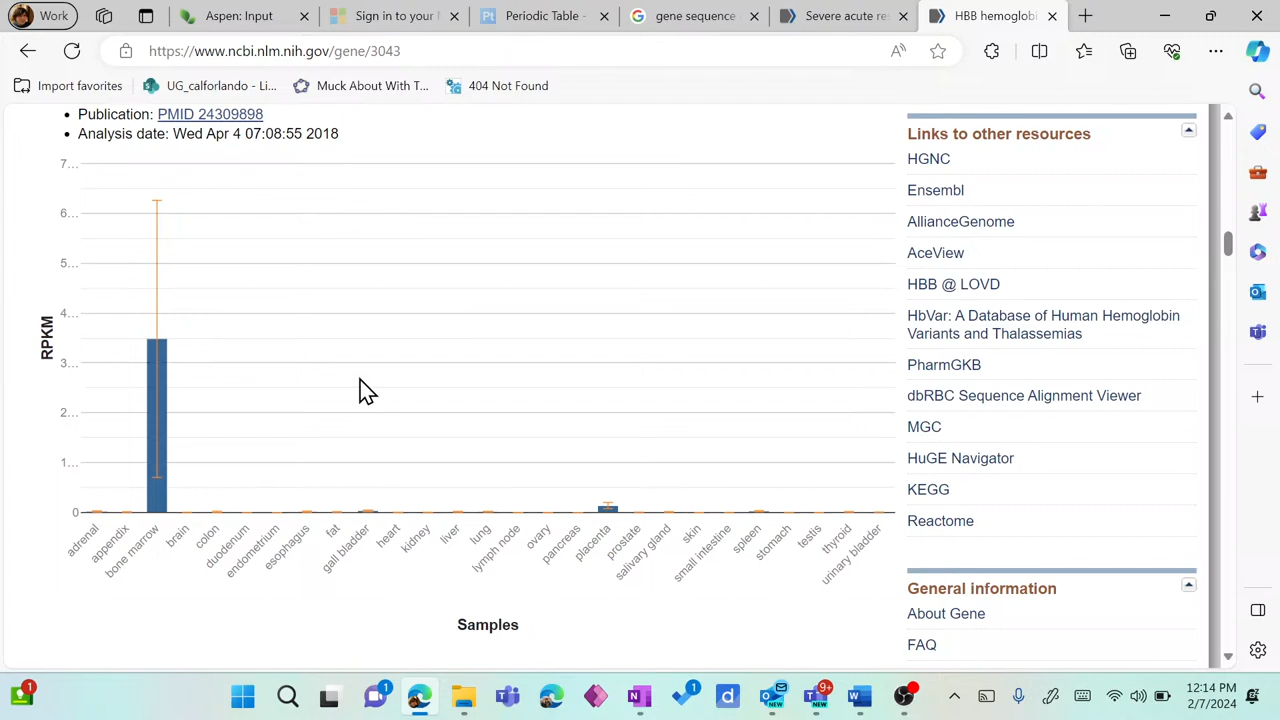 Aspen: Input
Sign in to your
Periodic Table -
gene sequence
Severe acute re
HBB hemoglobi
https://www.ncbi.nlm.nih.gov/gene/3043
Import favorites
UG_calforlando - Li...
Muck About With T...
404 Not Found
Publication: PMID 24309898
Analysis date: Wed Apr 4 07:08:55 2018
7...
6...
5...
4...
3...
2...
1...
0
RPKM
adrenal
appendix
bone marrow
brain
colon
duodenum
endometrium
esophagus
fat
gall bladder
heart
kidney
liver
lung
lymph node
ovary
pancreas
placenta
prostate
salivary gland
skin
small intestine
spleen
stomach
testis
thyroid
urinary bladder
Samples
Links to other resources
HGNC
Ensembl
AllianceGenome
AceView
HBB @ LOVD
HbVar: A Database of Human Hemoglobin
Variants and Thalassemias
PharmGKB
dbRBC Sequence Alignment Viewer
MGC
HuGE Navigator
KEGG
Reactome
General information
About Gene
FAQ
1
1
1
NEW
9+
NEW
12:14 PM
2/7/2024